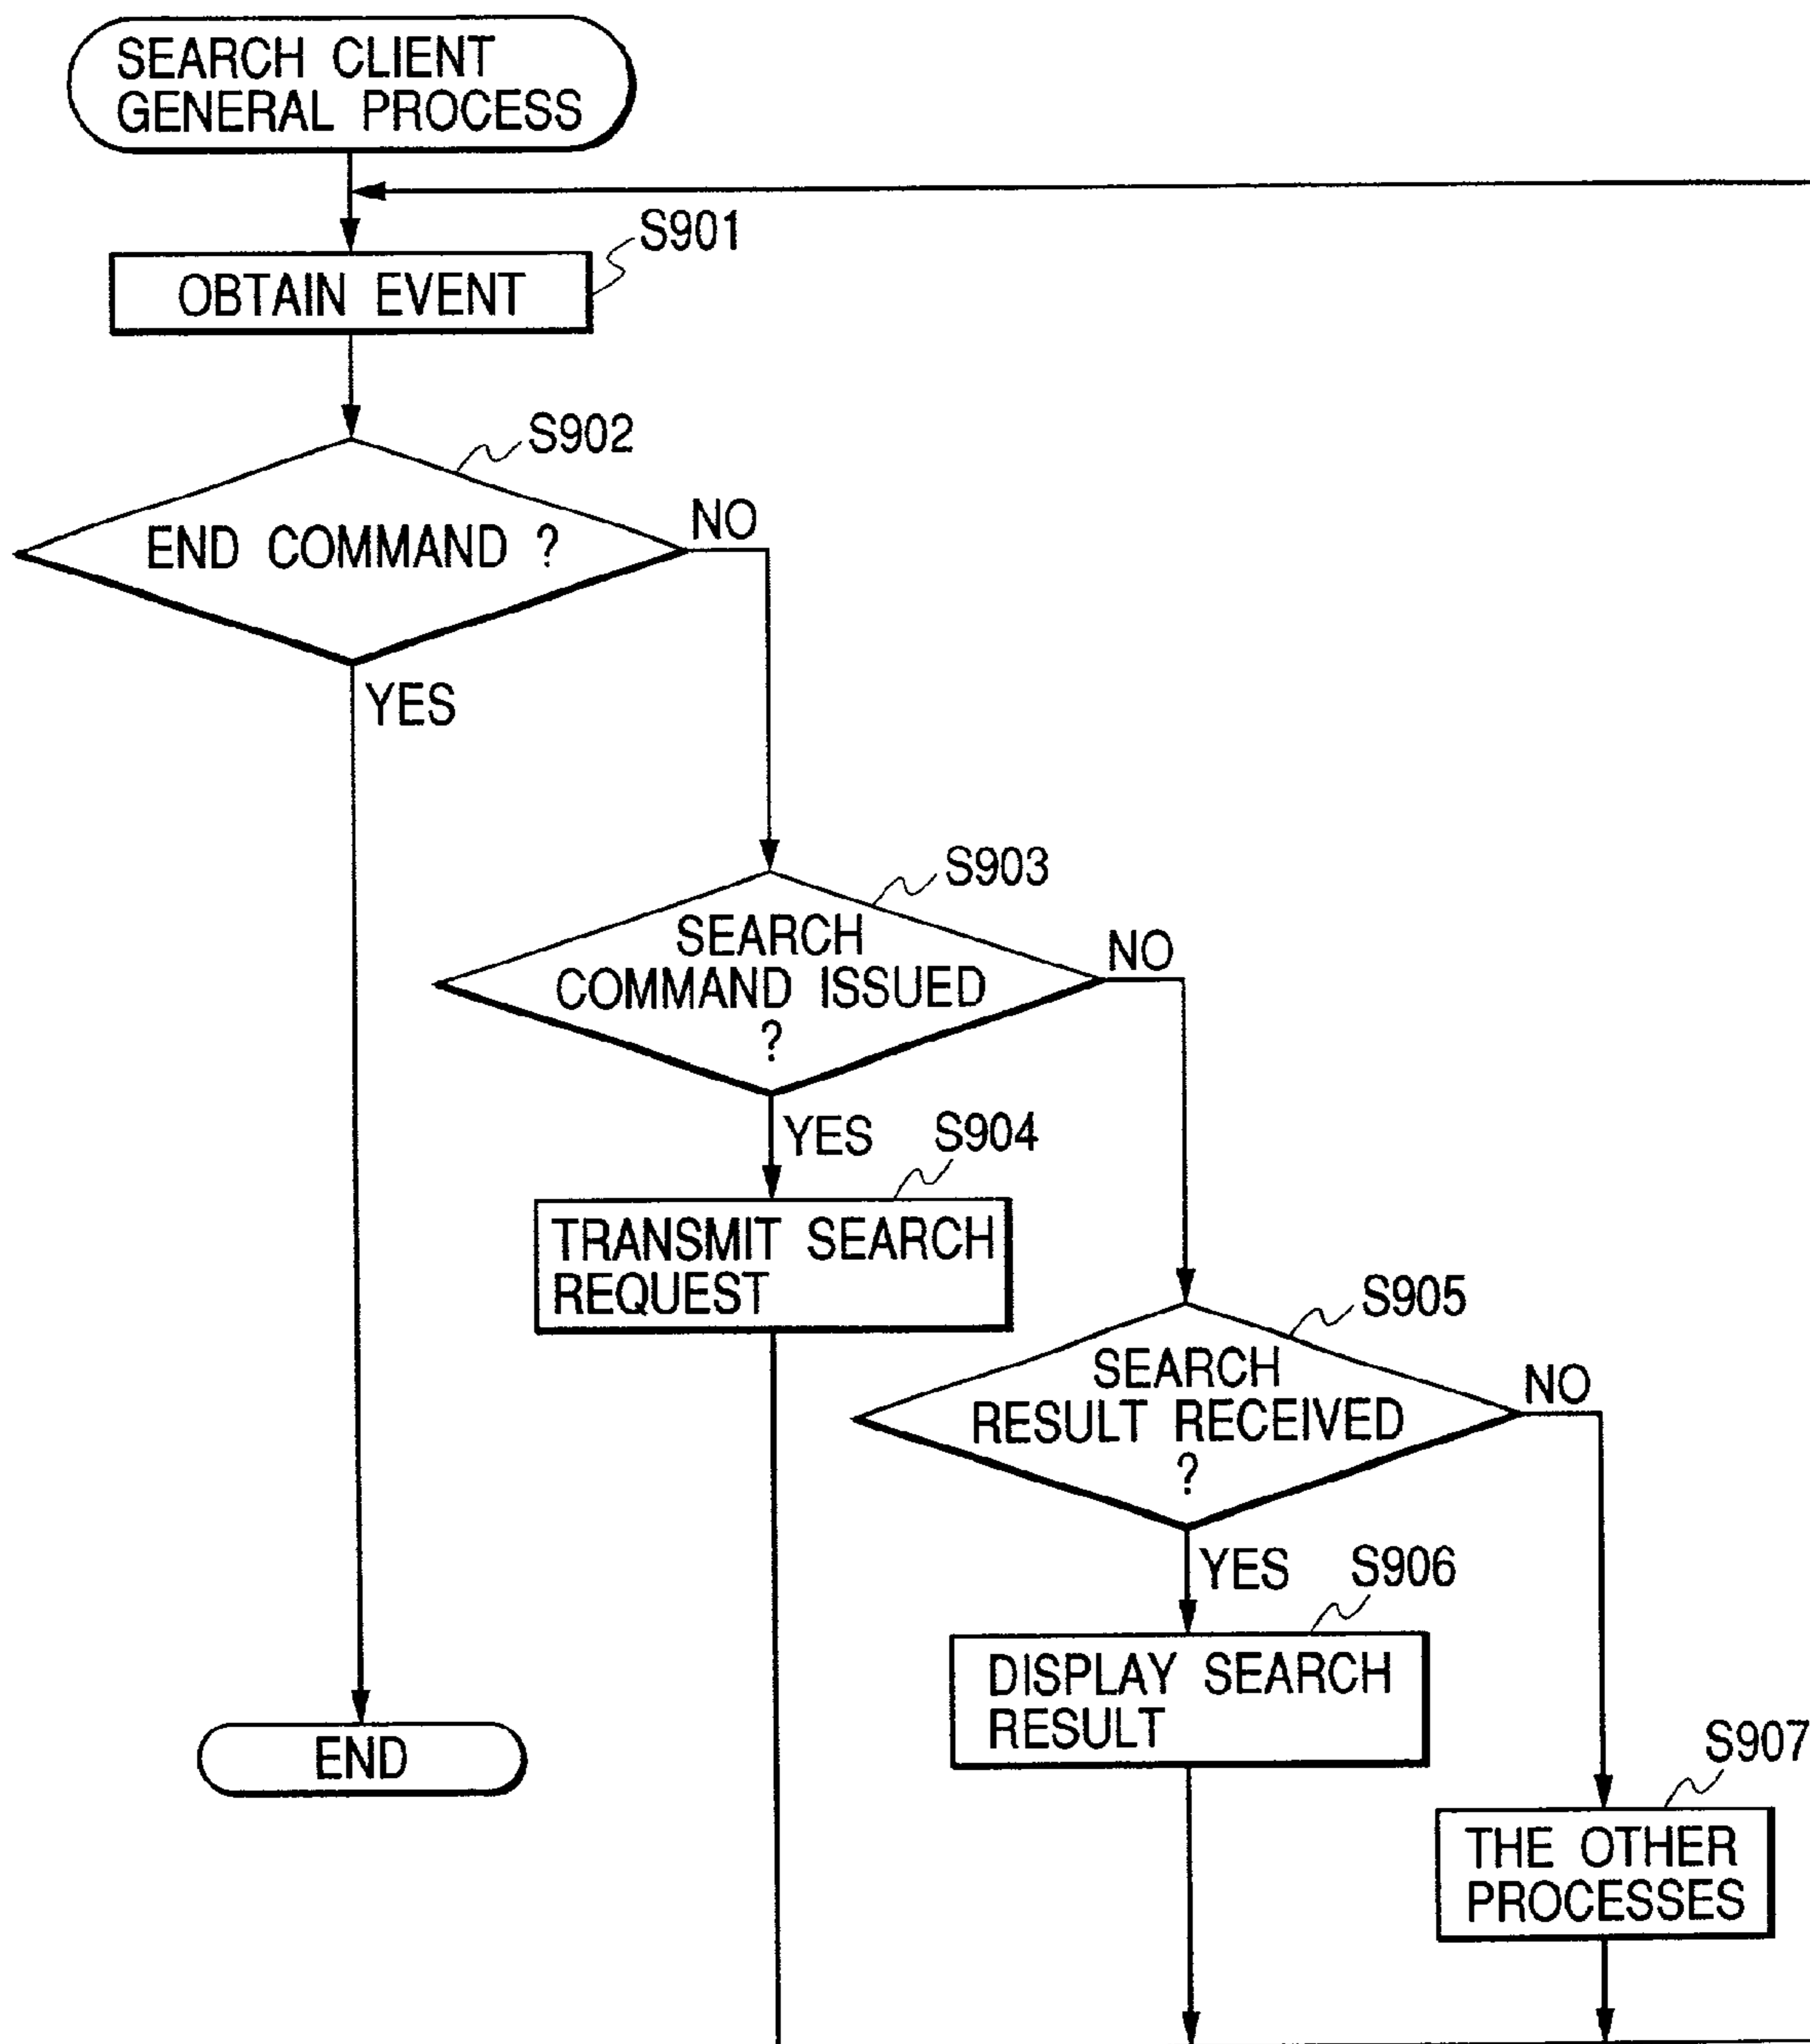 SEARCH CLIENT
GENERAL PROCESS
S901
OBTAIN EVENT
S902
END COMMAND ?
NO
YES
S903
SEARCH
COMMAND ISSUED
?
NO
YES
S904
TRANSMIT SEARCH
REQUEST
S905
SEARCH
RESULT RECEIVED
?
NO
YES
S906
DISPLAY SEARCH
RESULT
S907
THE OTHER
PROCESSES
END